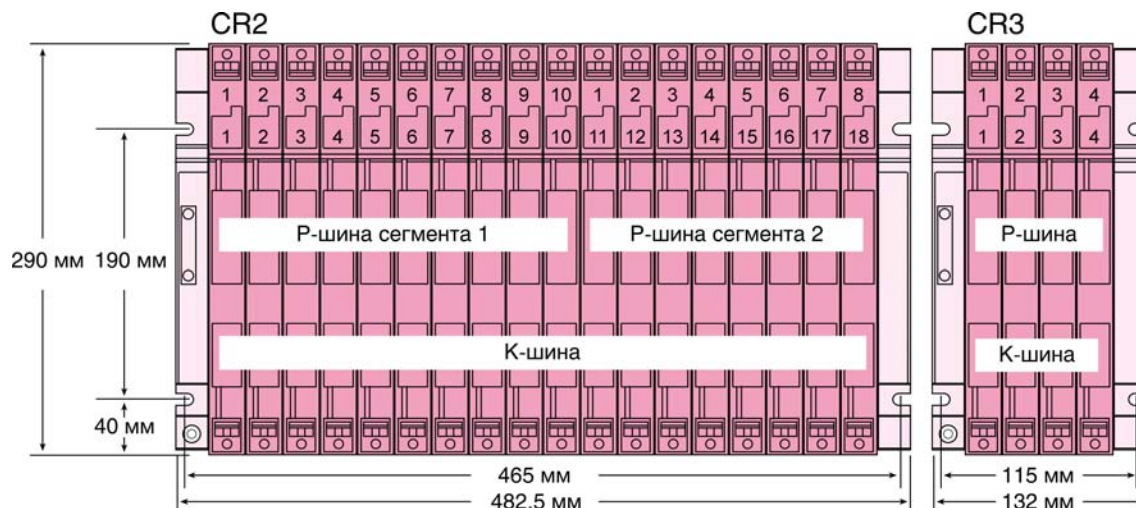 CR2 CR3
1 2 3 4 5 6 7 8 9 10 1 2 3 4 5 6 7 8 1 2 3 4
1 2 3 4 5 6 7 8 9 10 11 12 13 14 15 16 17 18 1 2 3 4
Р-шина сегмента 1 Р-шина сегмента 2 Р-шина
290 мм 190 мм
К-шина К-шина
40 мм
465 мм 115 мм
482.5 мм 132 мм